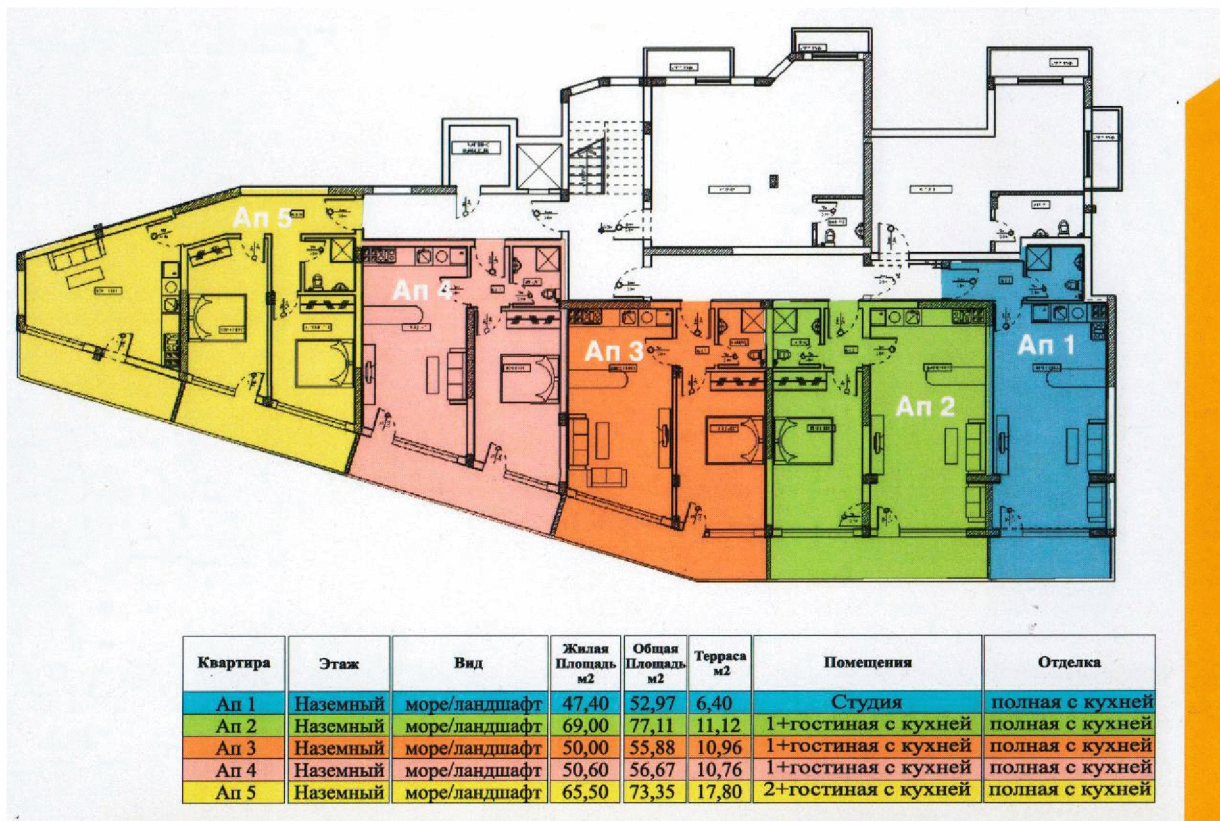 Ап 5
Ап 4
Ап 3
Ап 2
Ап 1
Квартира Этаж Вид Жилая Площадь м2 Общая Площадь м2 Терраса м2 Помещения Отделка
Ап 1 Наземный море/ландшафт 47,40 52,97 6,40 Студия полная с кухней
Ап 2 Наземный море/ландшафт 69,00 77,11 11,12 1+гостиная с кухней полная с кухней
Ап 3 Наземный море/ландшафт 50,00 55,88 10,96 1+гостиная с кухней полная с кухней
Ап 4 Наземный море/ландшафт 50,60 56,67 10,76 1+гостиная с кухней полная с кухней
Ап 5 Наземный море/ландшафт 65,50 73,35 17,80 2+гостиная с кухней полная с кухней